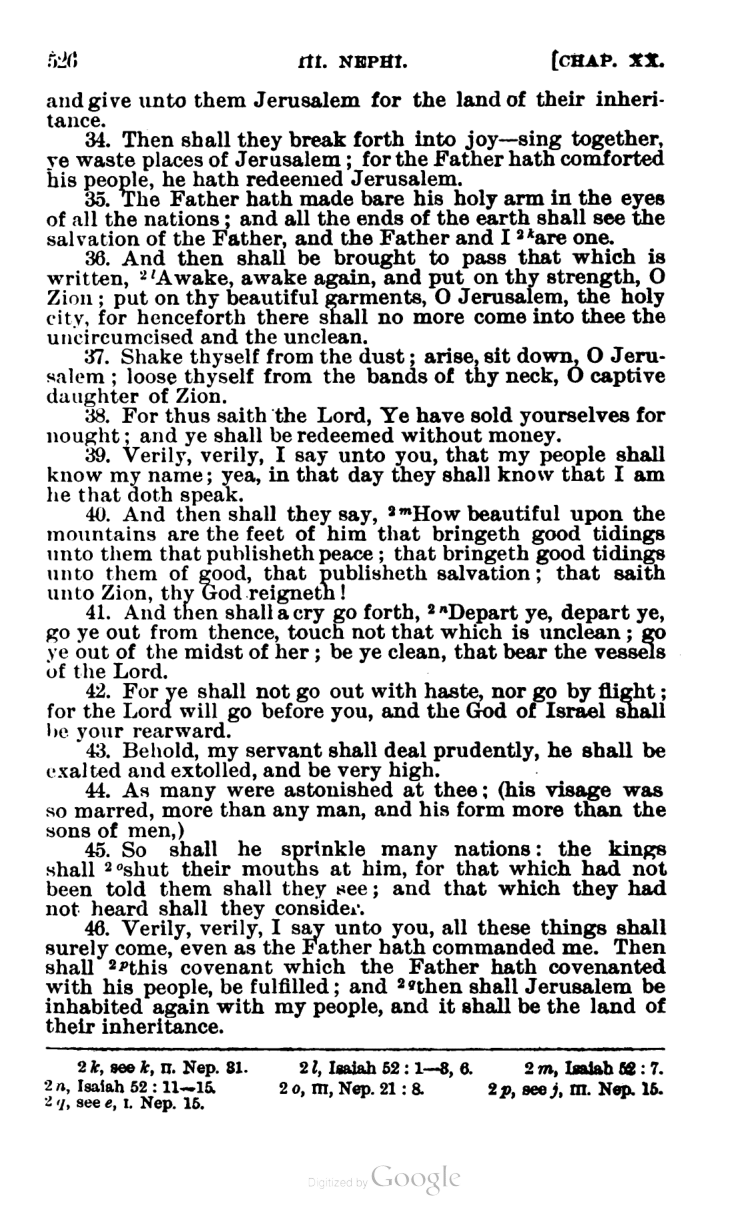 526 III. NEPHI. [CHAP. XX.
and give unto them Jerusalem for the land of their inheri-
tance.
34. Then shall they break forth into joy—sing together,
ye waste places of Jerusalem; for the Father hath comforted
his people, he hath redeemed Jerusalem.
35. The Father hath made bare his holy arm in the eyes
of all the nations; and all the ends of the earth shall see the
salvation of the Father, and the Father and I 2kare one.
36. And then shall be brought to pass that which is
written, 2lAwake, awake again, and put on thy strength, O
Zion; put on thy beautiful garments, O Jerusalem, the holy
city, for henceforth there shall no more come into thee the
uncircumcised and the unclean.
37. Shake thyself from the dust; arise, sit down, O Jeru-
salem; loose thyself from the bands of thy neck, O captive
daughter of Zion.
38. For thus saith the Lord, Ye have sold yourselves for
nought; and ye shall be redeemed without money.
39. Verily, verily, I say unto you, that my people shall
know my name; yea, in that day they shall know that I am
he that doth speak.
40. And then shall they say, 2mHow beautiful upon the
mountains are the feet of him that bringeth good tidings
unto them that publisheth peace; that bringeth good tidings
unto them of good, that publisheth salvation; that saith
unto Zion, thy God reigneth!
41. And then shall a cry go forth, 2nDepart ye, depart ye,
go ye out from thence, touch not that which is unclean; go
ye out of the midst of her; be ye clean, that bear the vessels
of the Lord.
42. For ye shall not go out with haste, nor go by flight;
for the Lord will go before you, and the God of Israel shall
be your rearward.
43. Behold, my servant shall deal prudently, he shall be
exalted and extolled, and be very high.
44. As many were astonished at thee; (his visage was
so marred, more than any man, and his form more than the
sons of men,)
45. So shall he sprinkle many nations: the kings
shall 2oshut their mouths at him, for that which had not
been told them shall they see; and that which they had
not heard shall they consider.
46. Verily, verily, I say unto you, all these things shall
surely come, even as the Father hath commanded me. Then
shall 2pthis covenant which the Father hath covenanted
with his people, be fulfilled; and 2qthen shall Jerusalem be
inhabited again with my people, and it shall be the land of
their inheritance.
2 k, see k, II. Nep. 31. 2 l, Isaiah 52 : 1—3, 6. 2 m, Isaiah 52 : 7.
2 n, Isaiah 52 : 11—15. 2 o, III, Nep. 21 : 8. 2 p, see j, III. Nep. 15.
2 q, see e, I. Nep. 15.
Digitized by Google